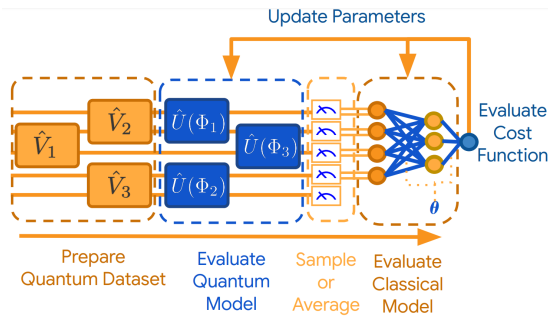 Update Parameters
V̂₁
V̂₂
V̂₃
Û(Φ₁)
Û(Φ₂)
Û(Φ₃)
Evaluate
Cost
Function
θ
Prepare
Quantum Dataset
Evaluate
Quantum
Model
Sample
or
Average
Evaluate
Classical
Model